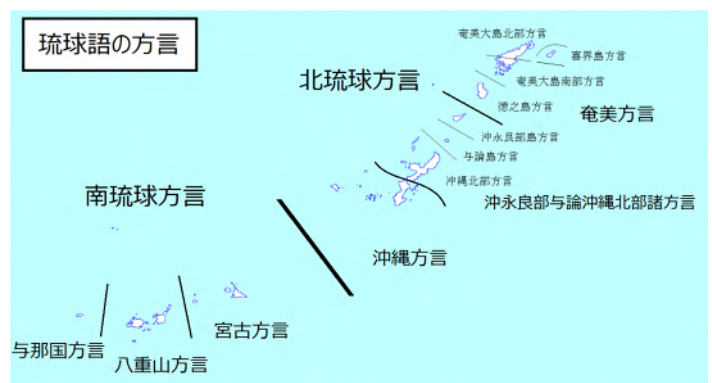 琉球語の方言
奄美大島北部方言
喜界島方言
北琉球方言
奄美大島南部方言
徳之島方言
奄美方言
沖永良部島方言
与論島方言
沖縄北部方言
南琉球方言
沖永良部与論沖縄北部諸方言
沖縄方言
宮古方言
与那国方言
八重山方言